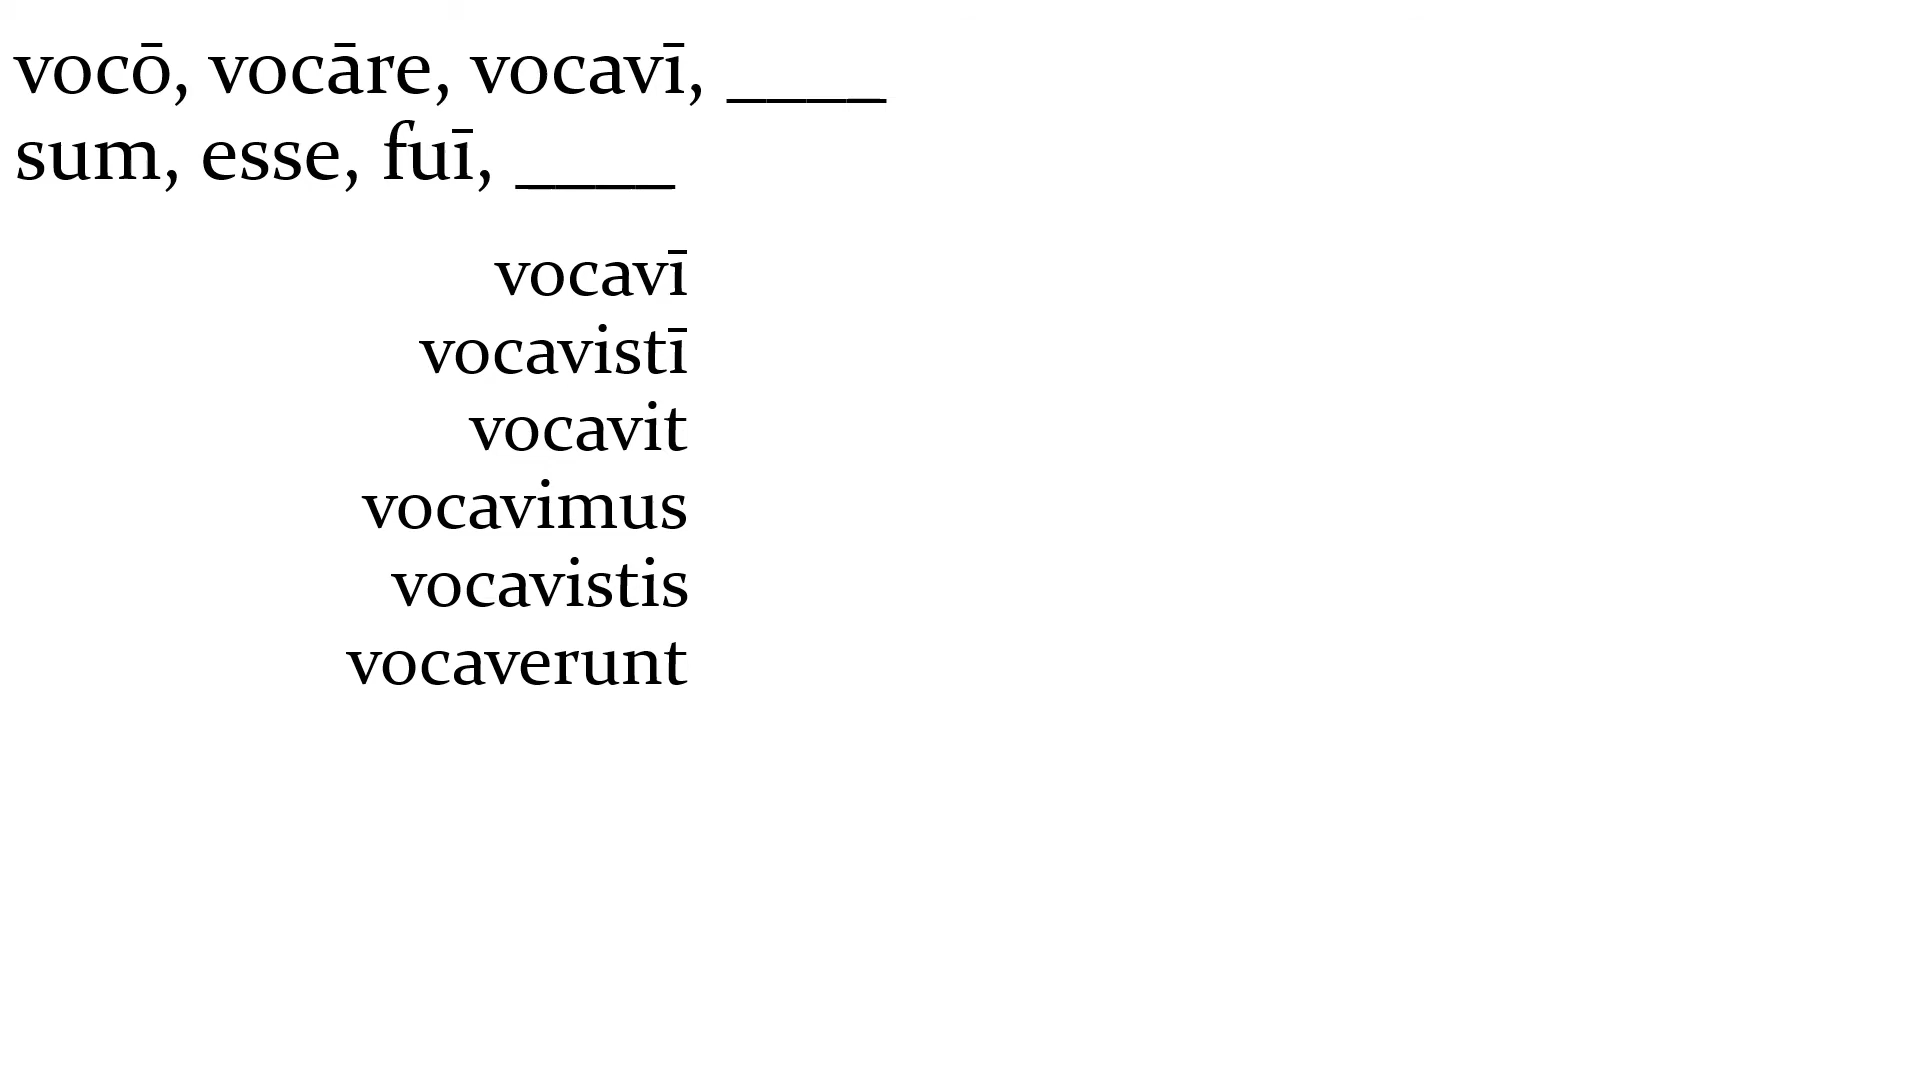 vocō, vocāre, vocavī, ____
sum, esse, fuī, ____
vocavī
vocavistī
vocavit
vocavimus
vocavistis
vocaverunt